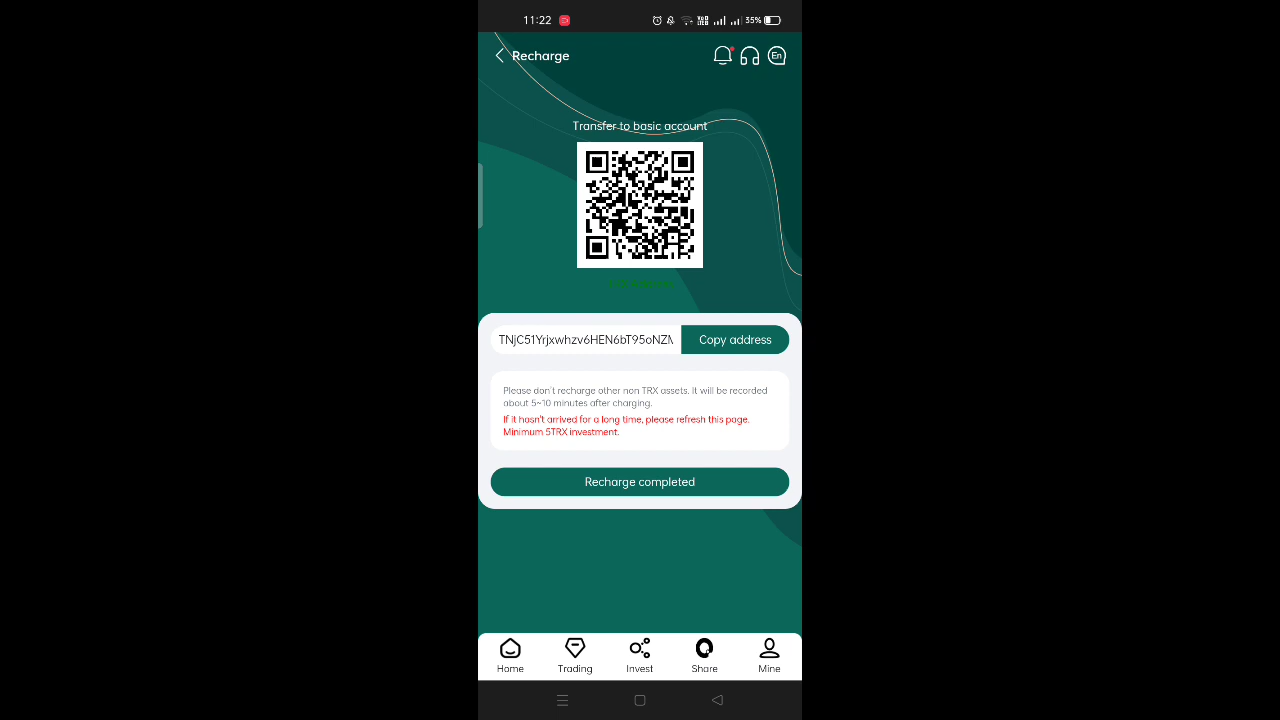 11:22
35%
Recharge
En
Transfer to basic account
TNjC51Yrjxwhzv6HEN6bT95oNZ
Copy address
Please don't recharge other non TRX assets. It will be recorded
about 5~10 minutes after charging.
If it hasn't arrived for a long time, please refresh this page.
Minimum 5TRX investment.
Recharge completed
Home
Trading
Invest
Share
Mine